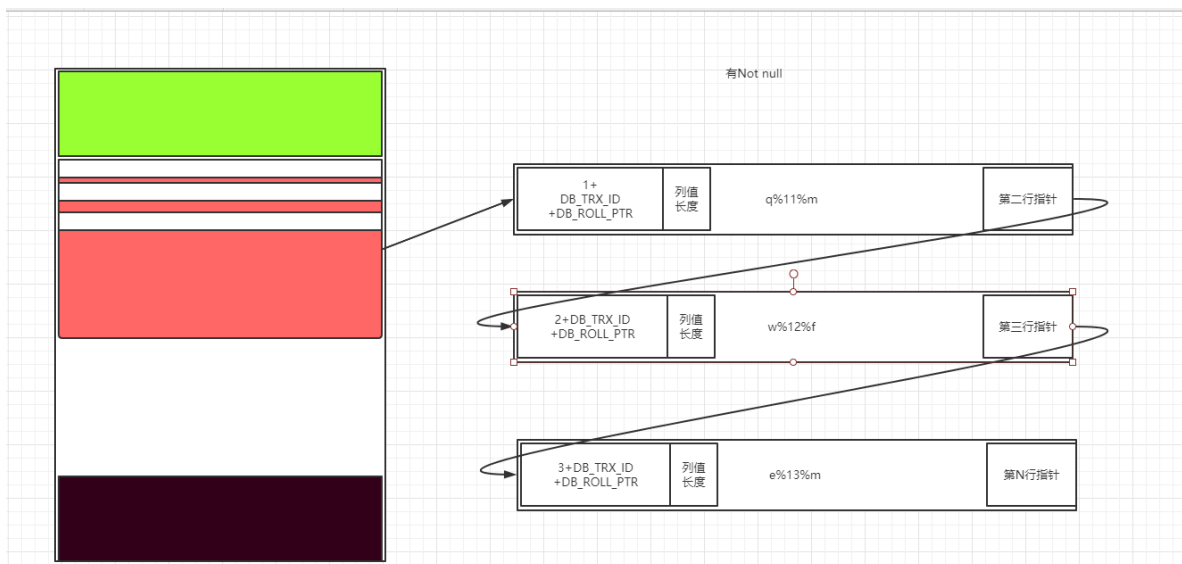 有Not null
1+
DB_TRX_ID
+DB_ROLL_PTR
列值
长度
q%11%m
第二行指针
2+DB_TRX_ID
+DB_ROLL_PTR
列值
长度
w%12%f
第三行指针
3+DB_TRX_ID
+DB_ROLL_PTR
列值
长度
e%13%m
第N行指针